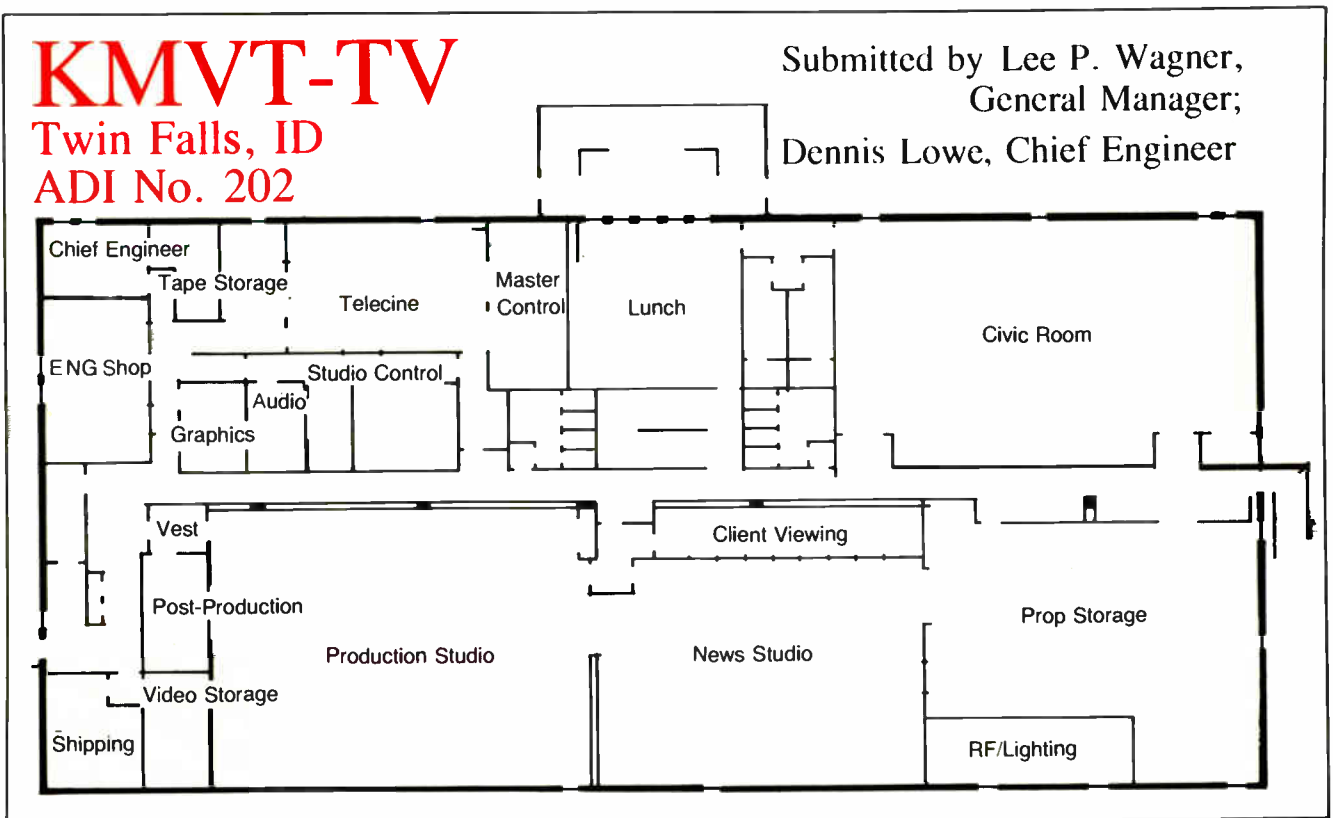 KMVT-TV
Twin Falls, ID
ADI No. 202
Submitted by Lee P. Wagner,
General Manager;
Dennis Lowe, Chief Engineer
Chief Engineer
Tape Storage
Telecine
Master
Control
Lunch
Civic Room
ENG Shop
Studio Control
Audio
Graphics
Vest
Client Viewing
Post-Production
Prop Storage
Production Studio
News Studio
Video Storage
Shipping
RF/Lighting